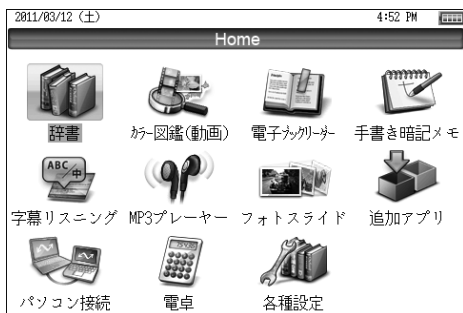 2011/03/12 (土) 4:52 PM
Home
辞書 カラー図鑑(動画) 電子ブックリーダー 手書き暗記メモ
ABC/中
字幕リスニング MP3プレーヤー フォトスライド 追加アプリ
パソコン接続 電卓 各種設定